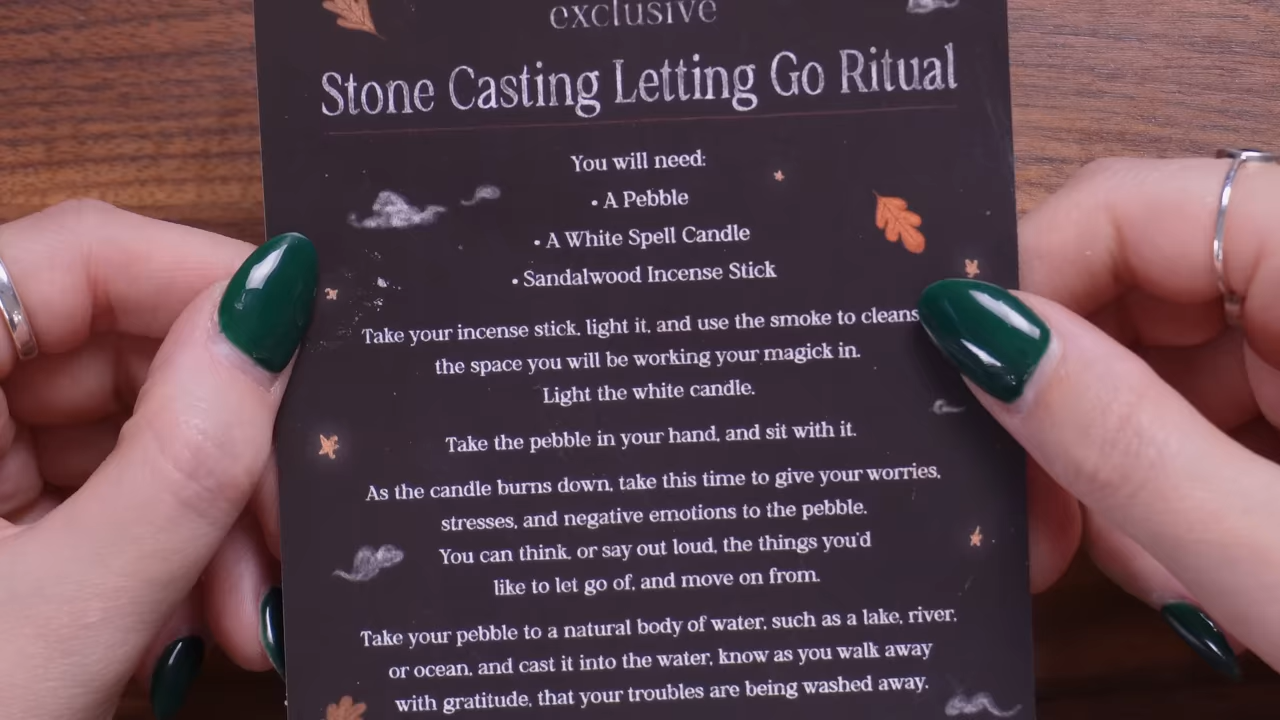 exclusive
Stone Casting Letting Go Ritual
You will need:
• A Pebble
• A White Spell Candle
• Sandalwood Incense Stick
Take your incense stick, light it, and use the smoke to cleans
the space you will be working your magick in.
Light the white candle.
Take the pebble in your hand, and sit with it.
As the candle burns down, take this time to give your worries,
stresses, and negative emotions to the pebble.
You can think, or say out loud, the things you'd
like to let go of, and move on from.
Take your pebble to a natural body of water, such as a lake, river,
or ocean, and cast it into the water, know as you walk away
with gratitude, that your troubles are being washed away.